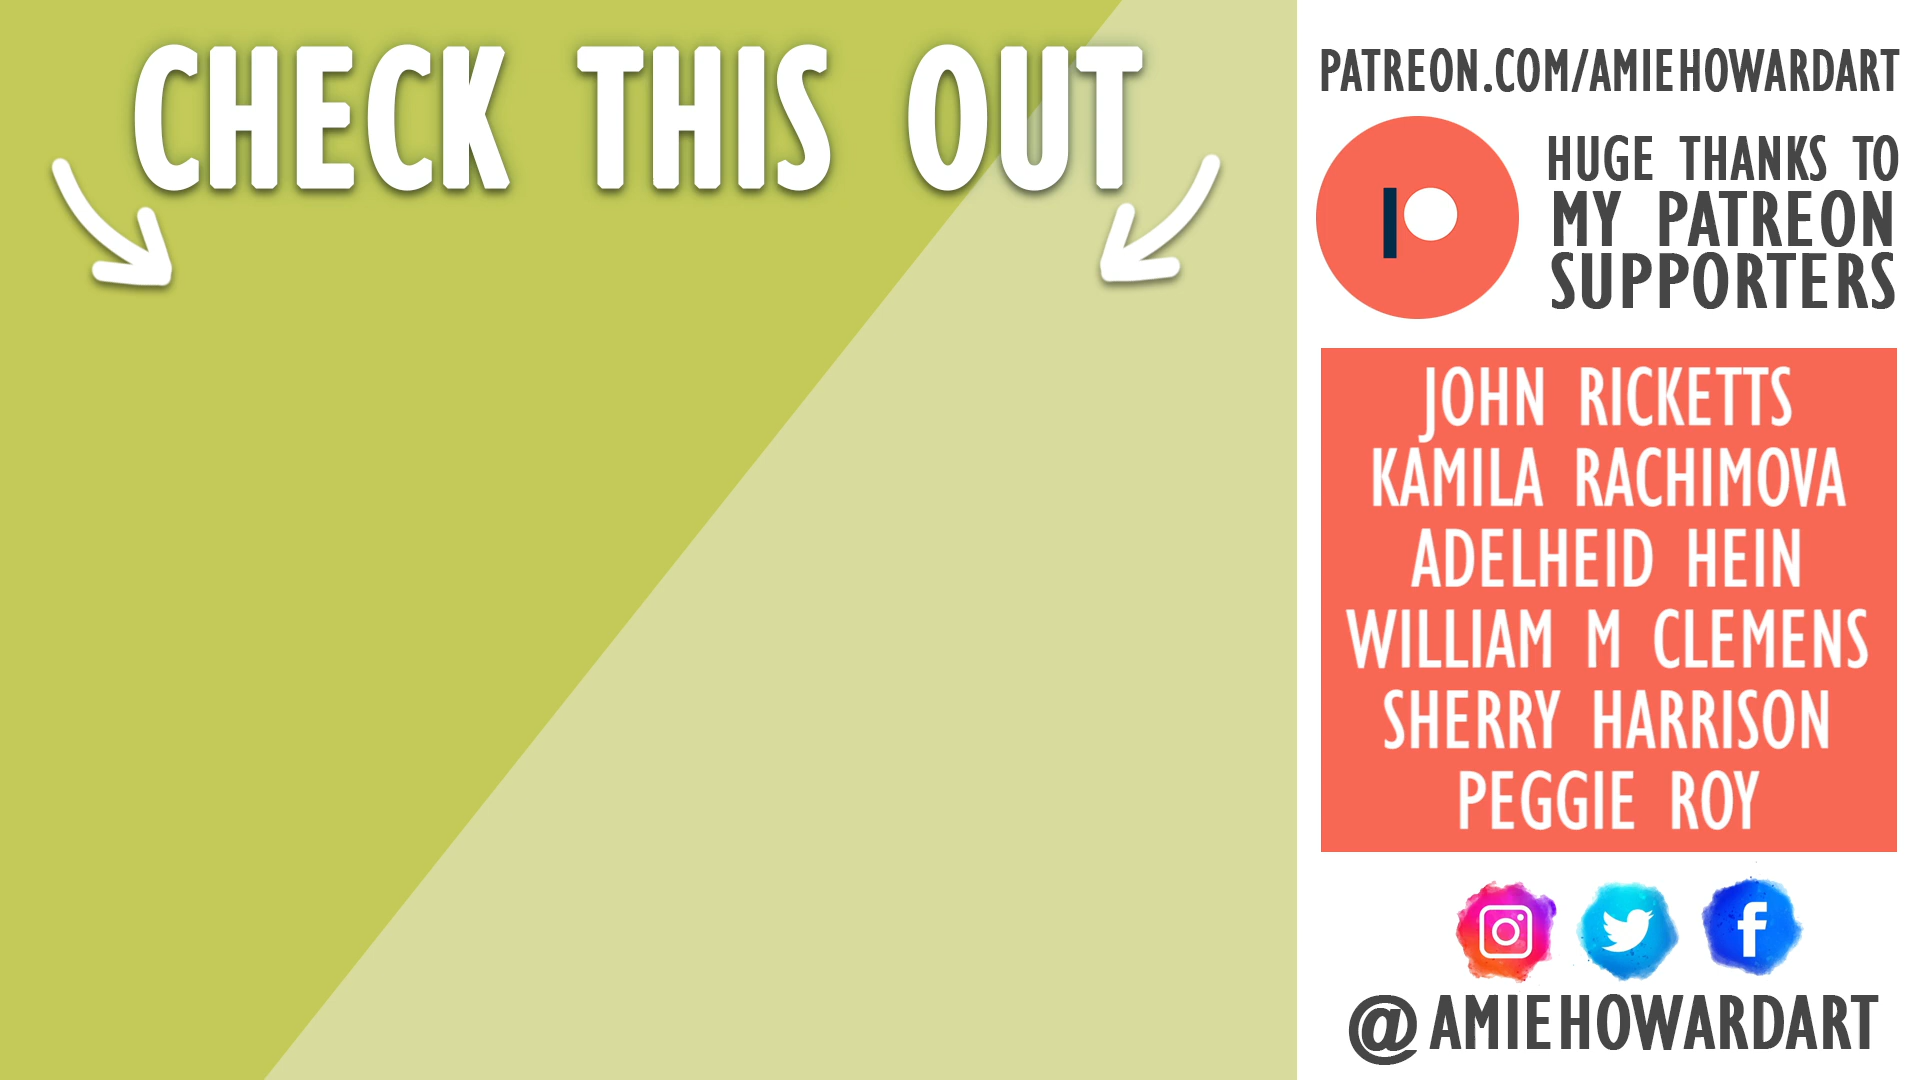 CHECK THIS OUT
PATREON.COM/AMIEHOWARDART
HUGE THANKS TO
MY PATREON
SUPPORTERS
JOHN RICKETTS
KAMILA RACHIMOVA
ADELHEID HEIN
WILLIAM M CLEMENS
SHERRY HARRISON
PEGGIE ROY
@AMIEHOWARDART